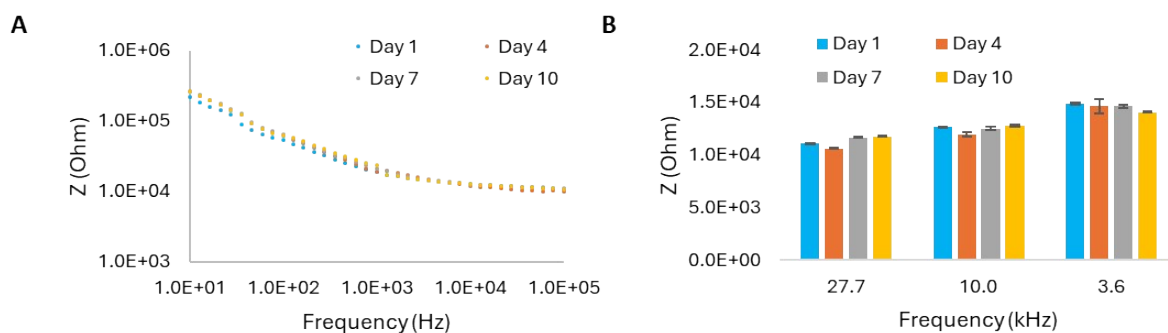 A
1.0E+06
1.0E+05
1.0E+04
1.0E+03
Z (Ohm)
Day 1 Day 4
Day 7 Day 10
1.0E+01 1.0E+02 1.0E+03 1.0E+04 1.0E+05
Frequency (Hz)
B
2.0E+04
1.5E+04
1.0E+04
5.0E+03
0.0E+00
Z (Ohm)
Day 1 Day 4
Day 7 Day 10
27.7 10.0 3.6
Frequency (kHz)